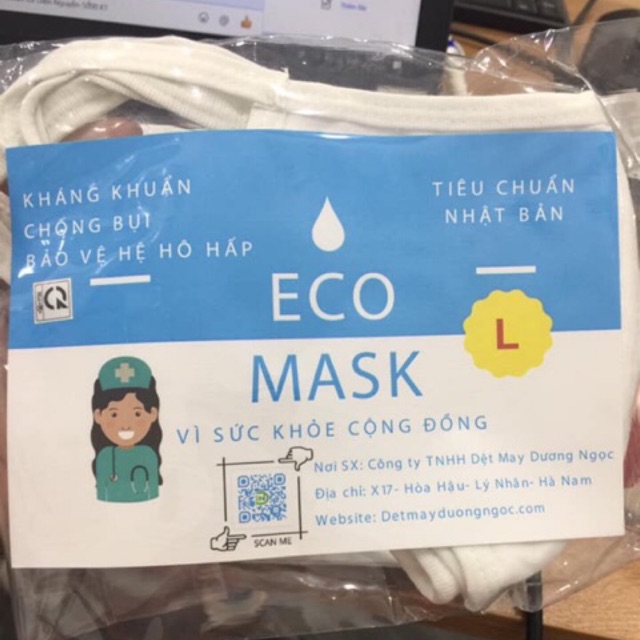 KHÁNG KHUẨN
CHỐNG BỤI
BẢO VỆ HỆ HÔ HẤP
TIÊU CHUẨN
NHẬT BẢN
ECO
MASK
L
VÌ SỨC KHỎE CỘNG ĐỒNG
Nơi SX: Công ty TNHH Dệt May Dương Ngọc
Địa chỉ: X17- Hòa Hậu- Lý Nhân- Hà Nam
Website: Detmayduongngoc.com
SCAN ME